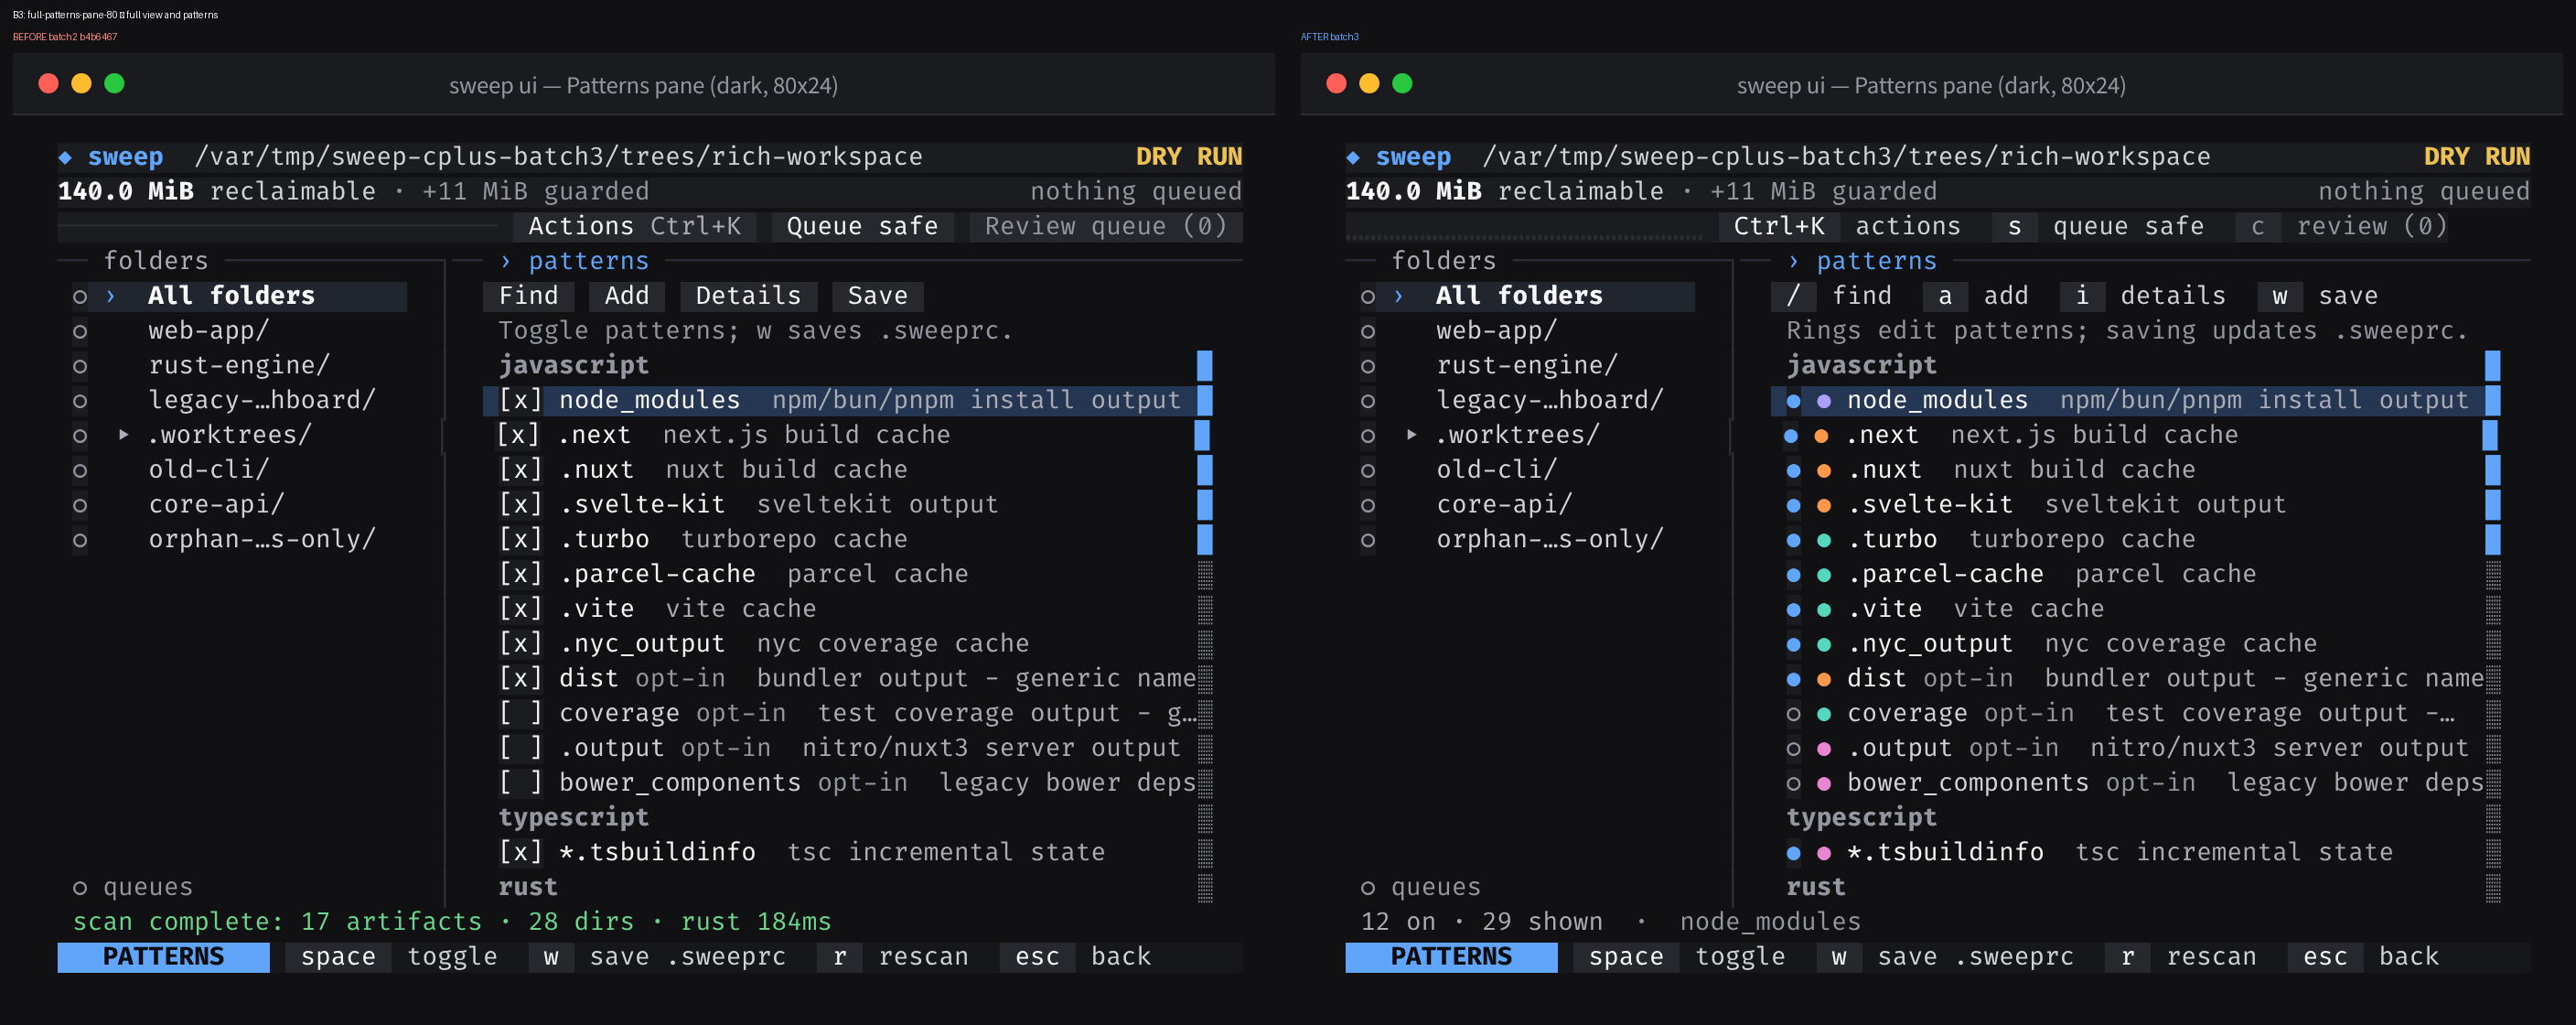 B3: full-patterns-pane-80 full view and patterns
BEFORE batch2 b4b6467
sweep ui — Patterns pane (dark, 80x24)
◆ sweep /var/tmp/sweep-cplus-batch3/trees/rich-workspace DRY RUN
140.0 MiB reclaimable · +11 MiB guarded nothing queued
Actions Ctrl+K Queue safe Review queue (0)
folders
› All folders
web-app/
rust-engine/
legacy-…hboard/
▸ .worktrees/
old-cli/
core-api/
orphan-…s-only/
○ queues
› patterns
Find Add Details Save
Toggle patterns; w saves .sweeprc.
javascript
[x] node_modules npm/bun/pnpm install output
[x] .next next.js build cache
[x] .nuxt nuxt build cache
[x] .svelte-kit sveltekit output
[x] .turbo turborepo cache
[x] .parcel-cache parcel cache
[x] .vite vite cache
[x] .nyc_output nyc coverage cache
[x] dist opt-in bundler output - generic name
[ ] coverage opt-in test coverage output - g…
[ ] .output opt-in nitro/nuxt3 server output
[ ] bower_components opt-in legacy bower deps
typescript
[x] *.tsbuildinfo tsc incremental state
rust
scan complete: 17 artifacts · 28 dirs · rust 184ms
PATTERNS space toggle w save .sweeprc r rescan esc back
AFTER batch3
sweep ui — Patterns pane (dark, 80x24)
◆ sweep /var/tmp/sweep-cplus-batch3/trees/rich-workspace DRY RUN
140.0 MiB reclaimable · +11 MiB guarded nothing queued
Ctrl+K actions s queue safe c review (0)
folders
› All folders
web-app/
rust-engine/
legacy-…hboard/
▸ .worktrees/
old-cli/
core-api/
orphan-…s-only/
○ queues
› patterns
/ find a add i details w save
Rings edit patterns; saving updates .sweeprc.
javascript
● ● node_modules npm/bun/pnpm install output
● ● .next next.js build cache
● ● .nuxt nuxt build cache
● ● .svelte-kit sveltekit output
● ● .turbo turborepo cache
● ● .parcel-cache parcel cache
● ● .vite vite cache
● ● .nyc_output nyc coverage cache
● ● dist opt-in bundler output - generic name
○ ● coverage opt-in test coverage output -…
○ ● .output opt-in nitro/nuxt3 server output
○ ● bower_components opt-in legacy bower deps
typescript
● ● *.tsbuildinfo tsc incremental state
rust
12 on · 29 shown · node_modules
PATTERNS space toggle w save .sweeprc r rescan esc back